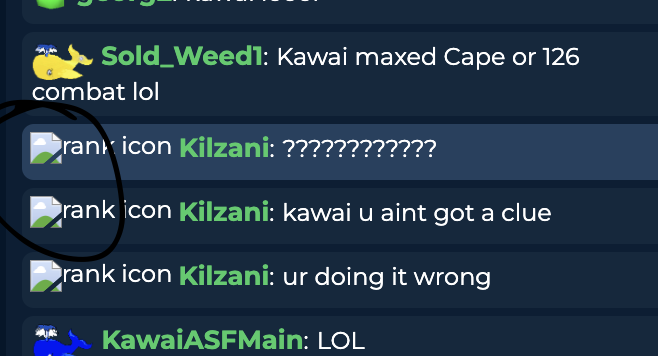 Sold_Weed1: Kawai maxed Cape or 126
combat lol
rank icon Kilzani: ????????????
rank icon Kilzani: kawai u aint got a clue
rank icon Kilzani: ur doing it wrong
KawaiASFMain: LOL